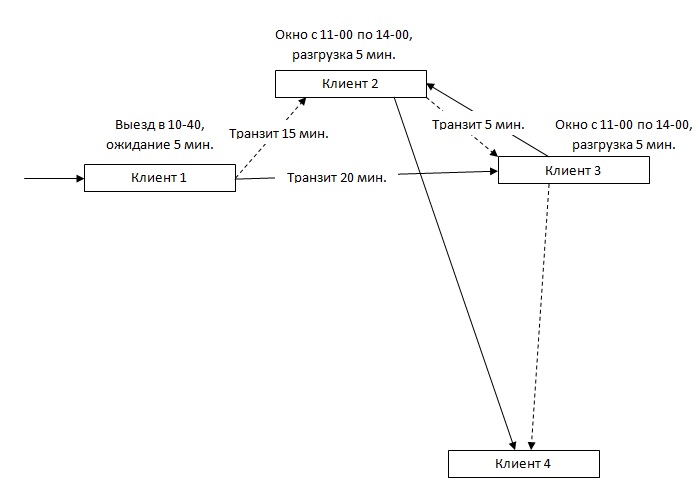 Окно с 11-00 по 14-00,
разгрузка 5 мин.
Клиент 2
Выезд в 10-40,
ожидание 5 мин.
Транзит 15 мин.
Транзит 5 мин.
Окно с 11-00 по 14-00,
разгрузка 5 мин.
Клиент 1
Транзит 20 мин.
Клиент 3
Клиент 4